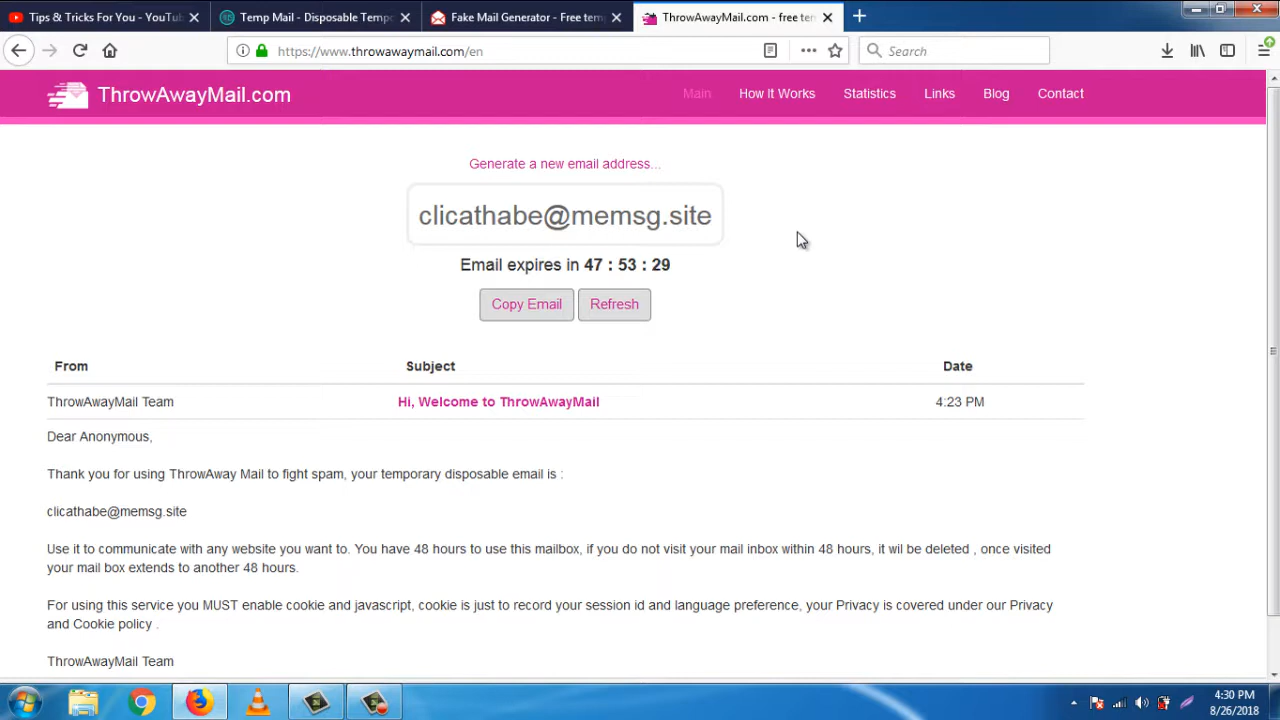 Tips & Tricks For You - YouTu
Temp Mail - Disposable Tempo
Fake Mail Generator - Free tem
ThrowAwayMail.com - free tem
https://www.throwawaymail.com/en
Search
ThrowAwayMail.com
Main
How It Works
Statistics
Links
Blog
Contact
Generate a new email address...
clicathabe@memsg.site
Email expires in 47 : 53 : 29
Copy Email
Refresh
From
Subject
Date
ThrowAwayMail Team
Hi, Welcome to ThrowAwayMail
4:23 PM
Dear Anonymous,
Thank you for using ThrowAway Mail to fight spam, your temporary disposable email is :
clicathabe@memsg.site
Use it to communicate with any website you want to. You have 48 hours to use this mailbox, if you do not visit your mail inbox within 48 hours, it wil be deleted , once visited
your mail box extends to another 48 hours.
For using this service you MUST enable cookie and javascript, cookie is just to record your session id and language preference, your Privacy is covered under our Privacy
and Cookie policy .
ThrowAwayMail Team
4:30 PM
8/26/2018